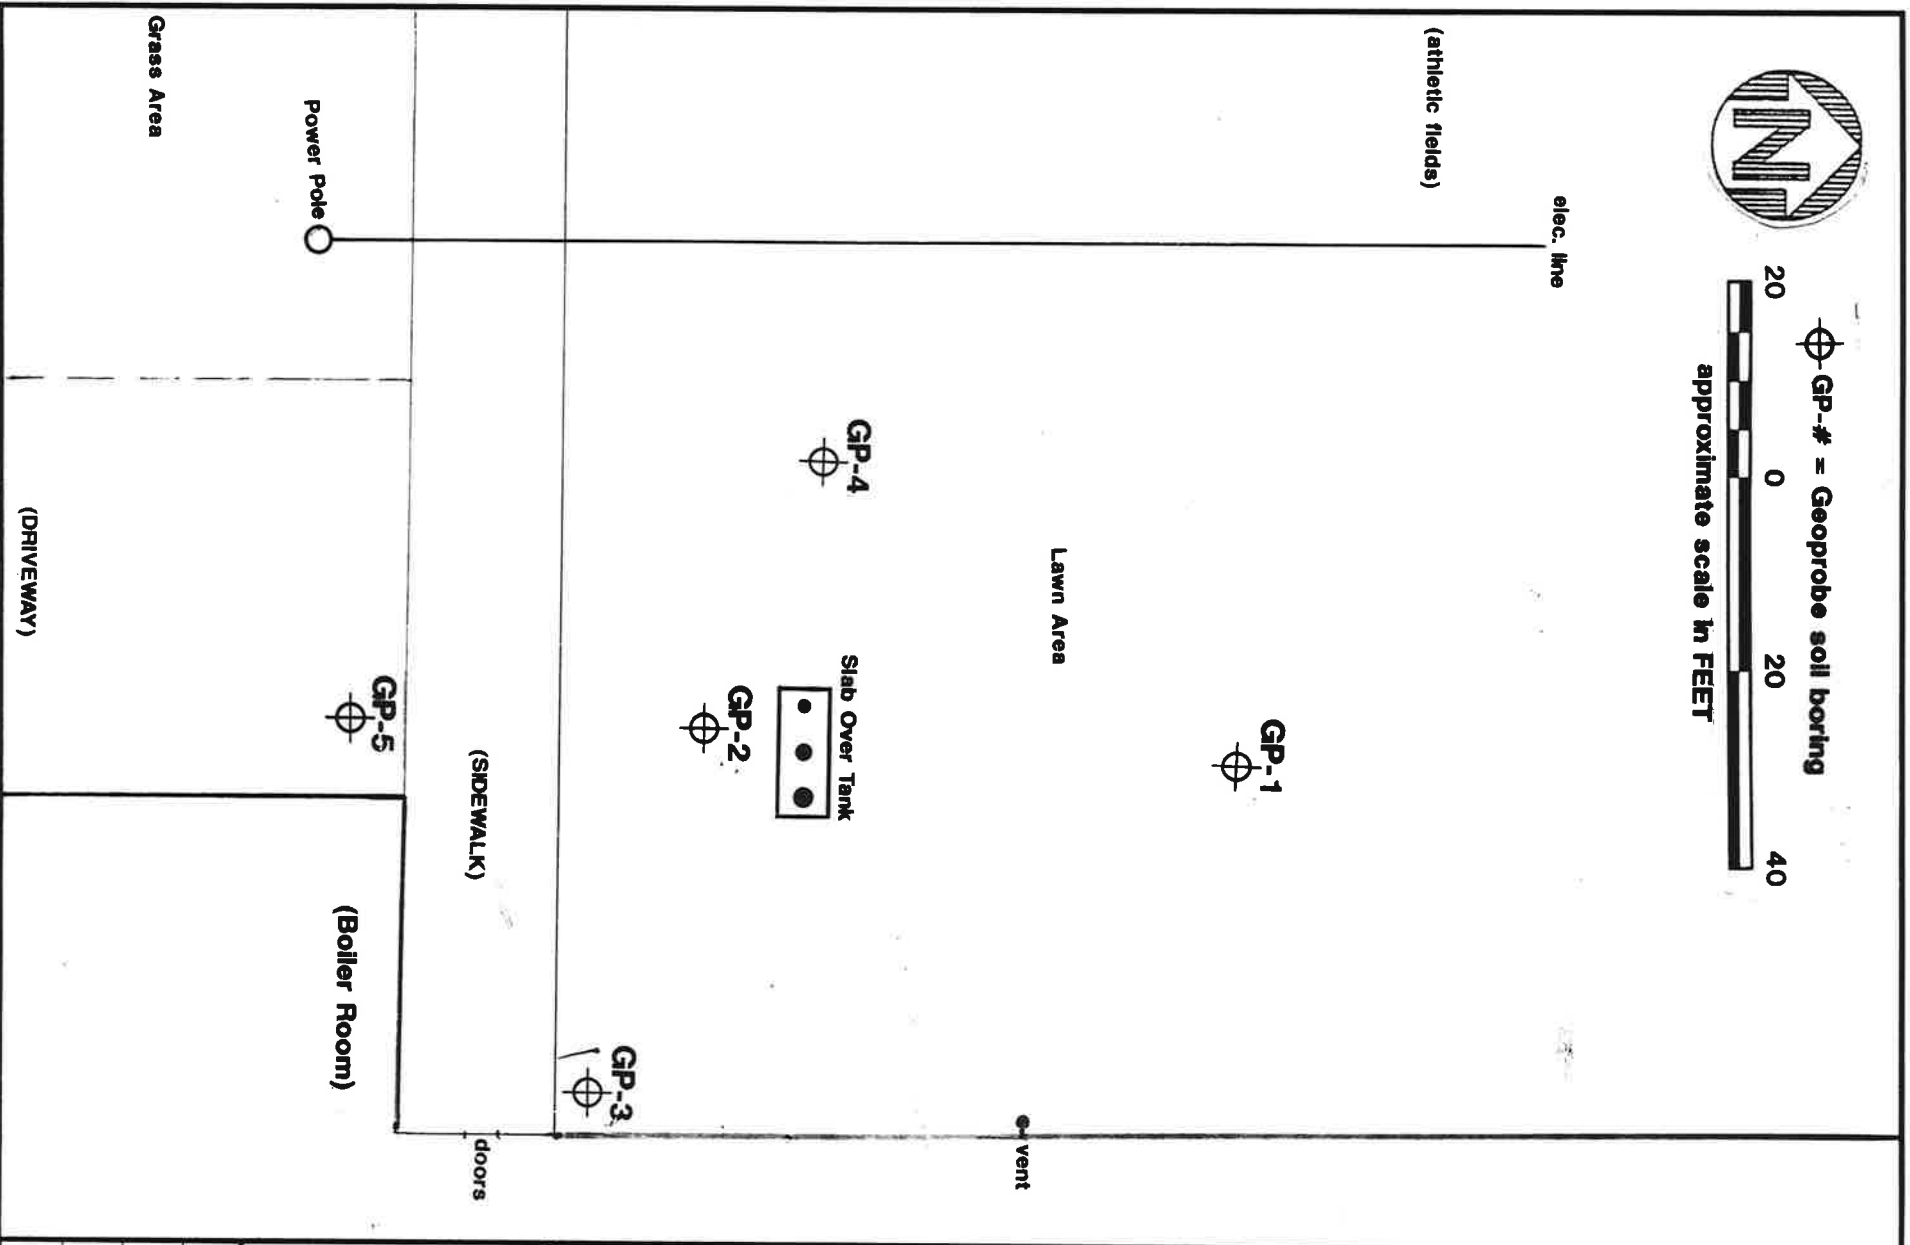 N
GP-# = Geoprobe soil boring
20 0 20 40
approximate scale in FEET
elec. line
(athletic fields)
GP-1
Lawn Area
GP-4
Slab Over Tank
GP-2
GP-3
e-vent
(SIDEWALK)
doors
GP-5
Power Pole
(Boiler Room)
Grass Area
(DRIVEWAY)